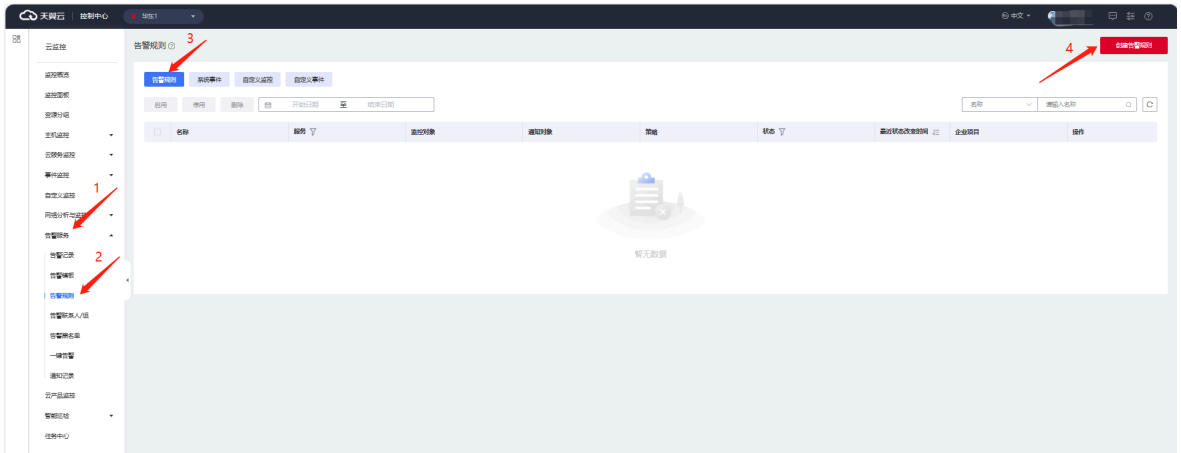 天翼云 控制中心 华东1 中文
云监控
监控概览
监控面板
资源分组
主机监控
云服务监控
事件监控
自定义监控
1
网络分析与监控
告警服务
告警记录
2
告警模板
告警规则
告警联系人/组
告警黑名单
一键告警
通知记录
云产品监控
智能巡检
任务中心
告警规则
3
4
创建告警规则
告警规则 系统事件 自定义监控 自定义事件
启用 停用 删除 开始日期 至 结束日期 名称 请输入名称
名称 服务 监控对象 通知对象 策略 状态 最近状态改变时间 企业项目 操作
暂无数据